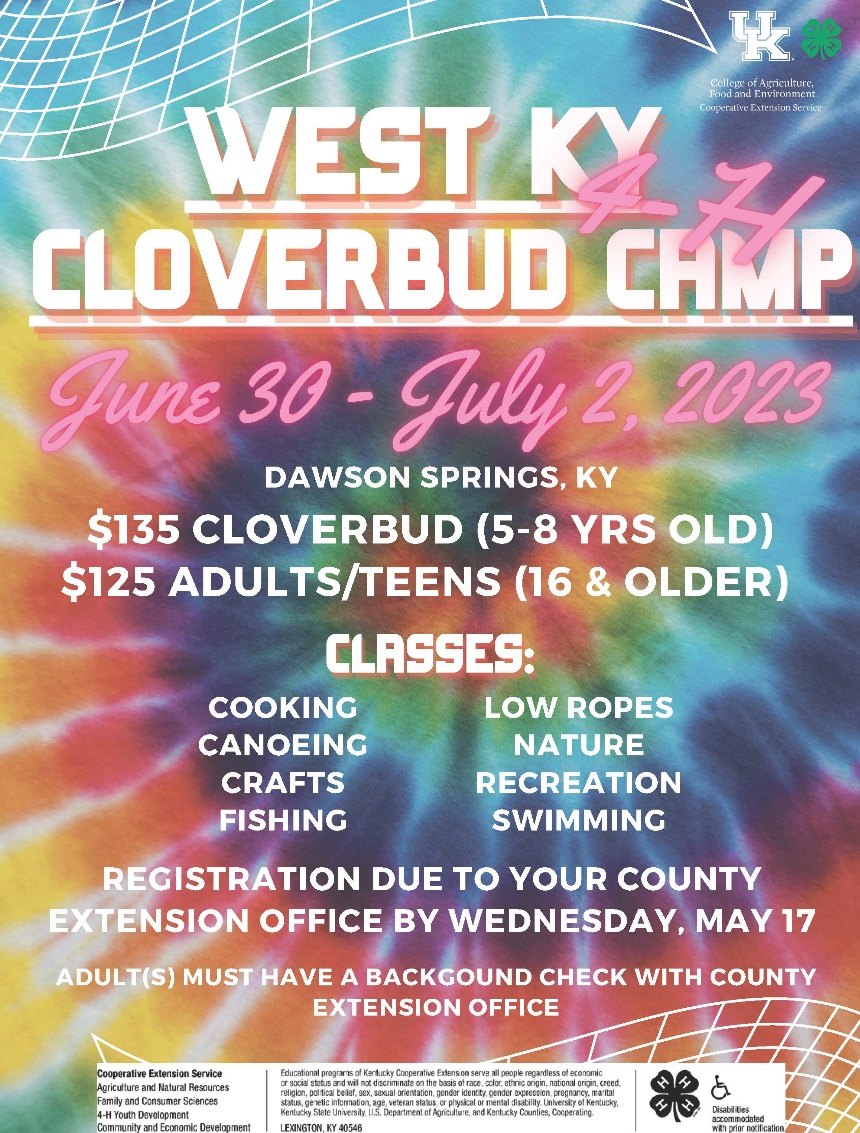 UK
College of Agriculture,
Food and Environment
Cooperative Extension Service
WEST KY
4-H
CLOVERBUD CAMP
June 30 - July 2, 2023
DAWSON SPRINGS, KY
$135 CLOVERBUD (5-8 YRS OLD)
$125 ADULTS/TEENS (16 & OLDER)
CLASSES:
COOKING
CANOEING
CRAFTS
FISHING
LOW ROPES
NATURE
RECREATION
SWIMMING
REGISTRATION DUE TO YOUR COUNTY
EXTENSION OFFICE BY WEDNESDAY, MAY 17
ADULT(S) MUST HAVE A BACKGOUND CHECK WITH COUNTY
EXTENSION OFFICE
Cooperative Extension Service
Agriculture and Natural Resources
Family and Consumer Sciences
4-H Youth Development
Community and Economic Development
Educational programs of Kentucky Cooperative Extension serve all people regardless of economic
or social status and will not discriminate on the basis of race, color, ethnic origin, national origin, creed,
religion, political belief, sex, sexual orientation, gender identity, gender expression, pregnancy, marital
status, genetic information, age, veteran status, or physical or mental disability. University of Kentucky,
Kentucky State University, U.S. Department of Agriculture, and Kentucky Counties, Cooperating.
LEXINGTON, KY 40546
H H H H
Disabilities
accommodated
with prior notification.